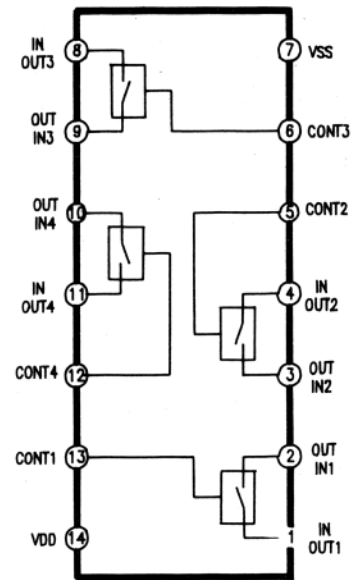 IN
OUT3
8
7
VSS
OUT
IN3
9
6
CONT3
OUT
IN4
10
5
CONT2
IN
OUT4
11
4
IN
OUT2
CONT4
12
3
OUT
IN2
CONT1
13
2
OUT
IN1
VDD
14
1
IN
OUT1